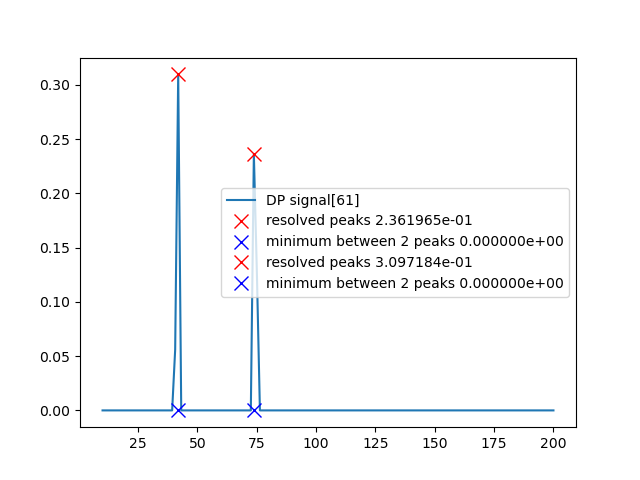 0.30
0.25
0.20
0.15
0.10
0.05
0.00
DP signal[61]
resolved peaks 2.361965e-01
minimum between 2 peaks 0.000000e+00
resolved peaks 3.097184e-01
minimum between 2 peaks 0.000000e+00
25 50 75 100 125 150 175 200